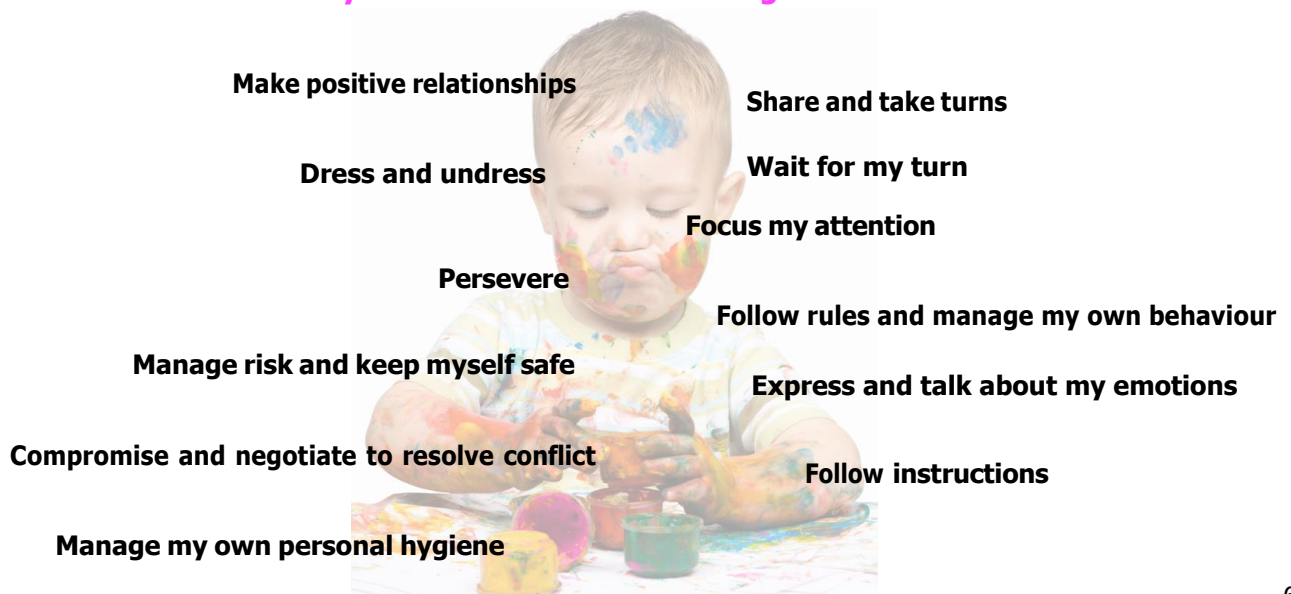 Make positive relationships
Share and take turns
Wait for my turn
Dress and undress
Focus my attention
Persevere
Follow rules and manage my own behaviour
Manage risk and keep myself safe
Express and talk about my emotions
Compromise and negotiate to resolve conflict
Follow instructions
Manage my own personal hygiene